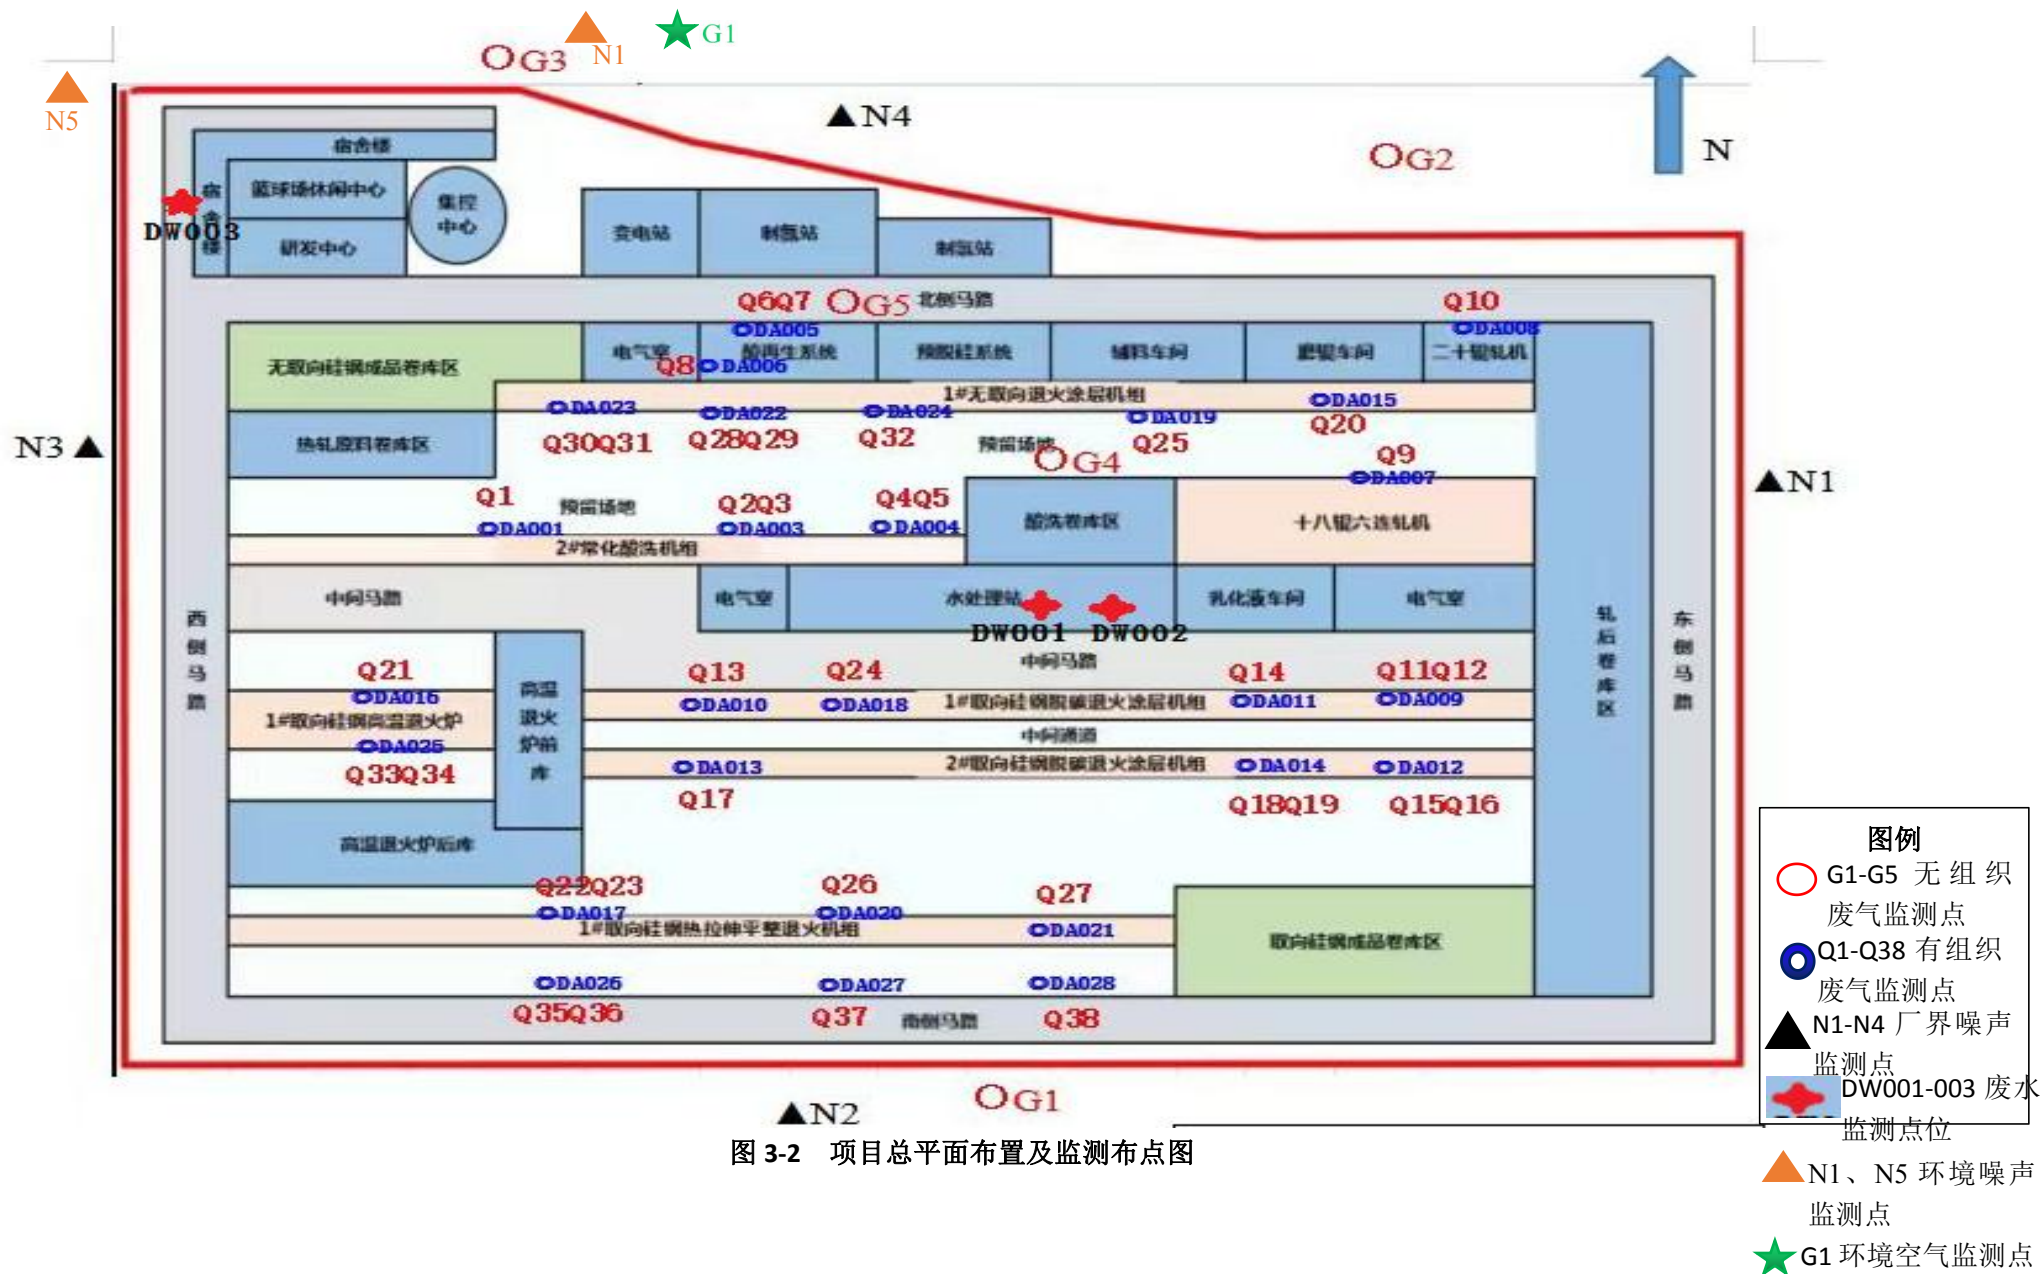 G1
N1
G3
N5
N4
G2
N
宿舍楼
篮球场休闲中心
宿舍楼
集控
中心
DW003
研发中心
变电站
制氢站
制氮站
Q6Q7
G5
北侧马路
Q10
DA005
DA008
无取向硅钢成品卷库区
电气室
酸再生系统
预脱硅系统
辅料车间
磨辊车间
二十辊轧机
Q8
DA006
1#无取向退火涂层机组
DA023
DA022
DA024
DA019
DA015
热轧原料卷库区
Q30Q31
Q28Q29
Q32
预留场地
Q25
Q20
G4
Q9
N3
DA007
N1
Q1
预留场地
Q2Q3
Q4Q5
DA001
DA003
DA004
酸洗卷库区
十八辊六连轧机
2#常化酸洗机组
中间马路
电气室
水处理站
乳化液车间
电气室
DW001
DW002
西侧马路
轧后卷库区
东侧马路
中间马路
Q21
Q13
Q24
Q14
Q11Q12
高温退火炉前库
DA016
DA010
DA018
1#取向硅钢脱碳退火涂层机组
DA011
DA009
1#取向硅钢高温退火炉
中间通道
DA025
DA013
2#取向硅钢脱碳退火涂层机组
DA014
DA012
Q33Q34
Q17
Q18Q19
Q15Q16
高温退火炉后库
Q22Q23
Q26
Q27
DA017
DA020
1#取向硅钢热拉伸平整退火机组
DA021
取向硅钢成品卷库区
DA026
DA027
DA028
Q35Q36
Q37
南侧马路
Q38
N2
G1
图 3-2 项目总平面布置及监测布点图
图例
G1-G5 无组织
废气监测点
Q1-Q38 有组织
废气监测点
N1-N4 厂界噪声
监测点
DW001-003 废水
监测点位
N1、N5 环境噪声
监测点
G1 环境空气监测点